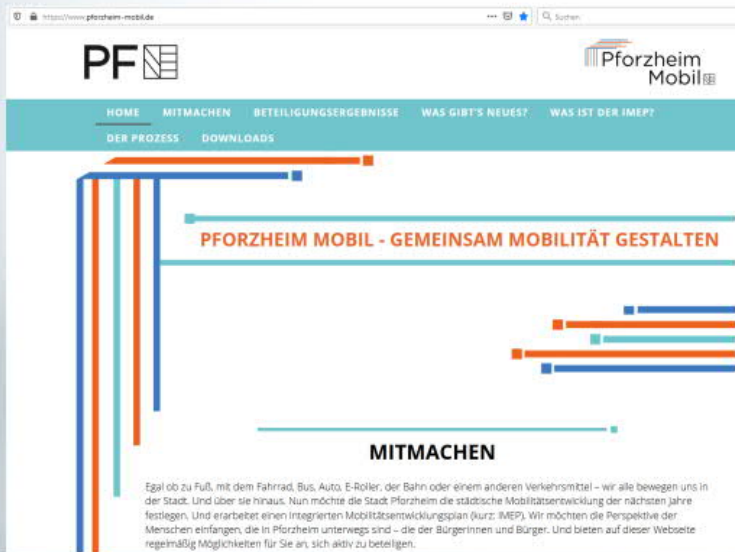 https://www.pforzheim-mobil.de
Suchen
PF
Pforzheim
Mobil
HOME MITMACHEN BETEILIGUNGSERGEBNISSE WAS GIBT'S NEUES? WAS IST DER IMEP?
DER PROZESS DOWNLOADS
PFORZHEIM MOBIL - GEMEINSAM MOBILITÄT GESTALTEN
MITMACHEN
Egal ob zu Fuß, mit dem Fahrrad, Bus, Auto, E-Roller, der Bahn oder einem anderen Verkehrsmittel – wir alle bewegen uns in
der Stadt. Und über sie hinaus. Nun möchte die Stadt Pforzheim die städtische Mobilitätsentwicklung der nächsten Jahre
festlegen. Und erarbeitet einen Integrierten Mobilitätsentwicklungsplan (kurz: IMEP). Wir möchten die Perspektive der
Menschen einfangen, die in Pforzheim unterwegs sind – die der Bürgerinnen und Bürger. Und bieten auf dieser Webseite
regelmäßig Möglichkeiten für Sie an, sich aktiv zu beteiligen.